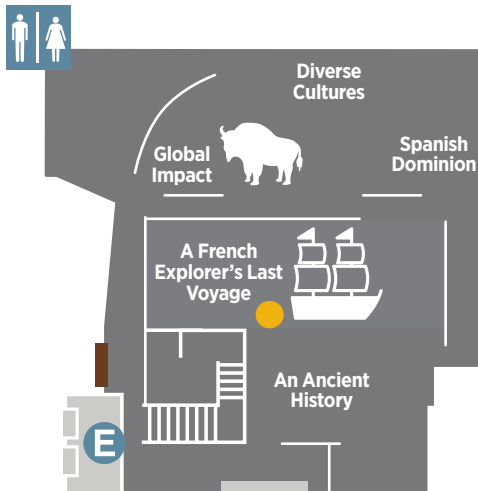 Diverse
Cultures
Spanish
Dominion
Global
Impact
A French
Explorer's Last
Voyage
An Ancient
History
E